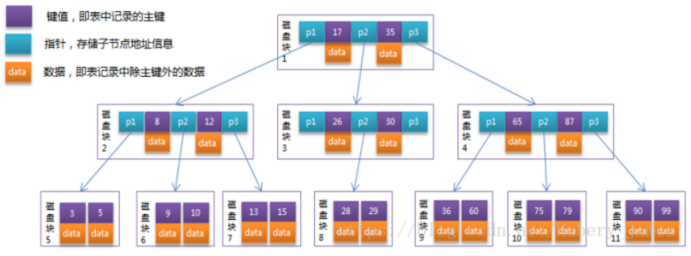 键值，即表中记录的主键
指针，存储子节点地址信息
data 数据，即表记录中除主键外的数据
磁盘块1 p1 17 p2 35 p3
data data
磁盘块2 p1 8 p2 12 p3
data data
磁盘块3 p1 26 p2 30 p3
data data
磁盘块4 p1 65 p2 87 p3
data data
磁盘块5 3 5
data data
磁盘块6 9 10
data data
磁盘块7 13 15
data data
磁盘块8 28 29
data data
磁盘块9 36 60
data data
磁盘块10 75 79
data data
磁盘块11 90 99
data data